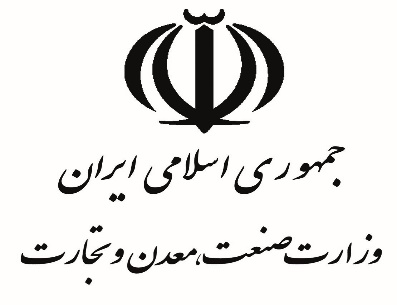 جمهوری اسلامی ایران
وزارت صنعت، معدن و تجارت